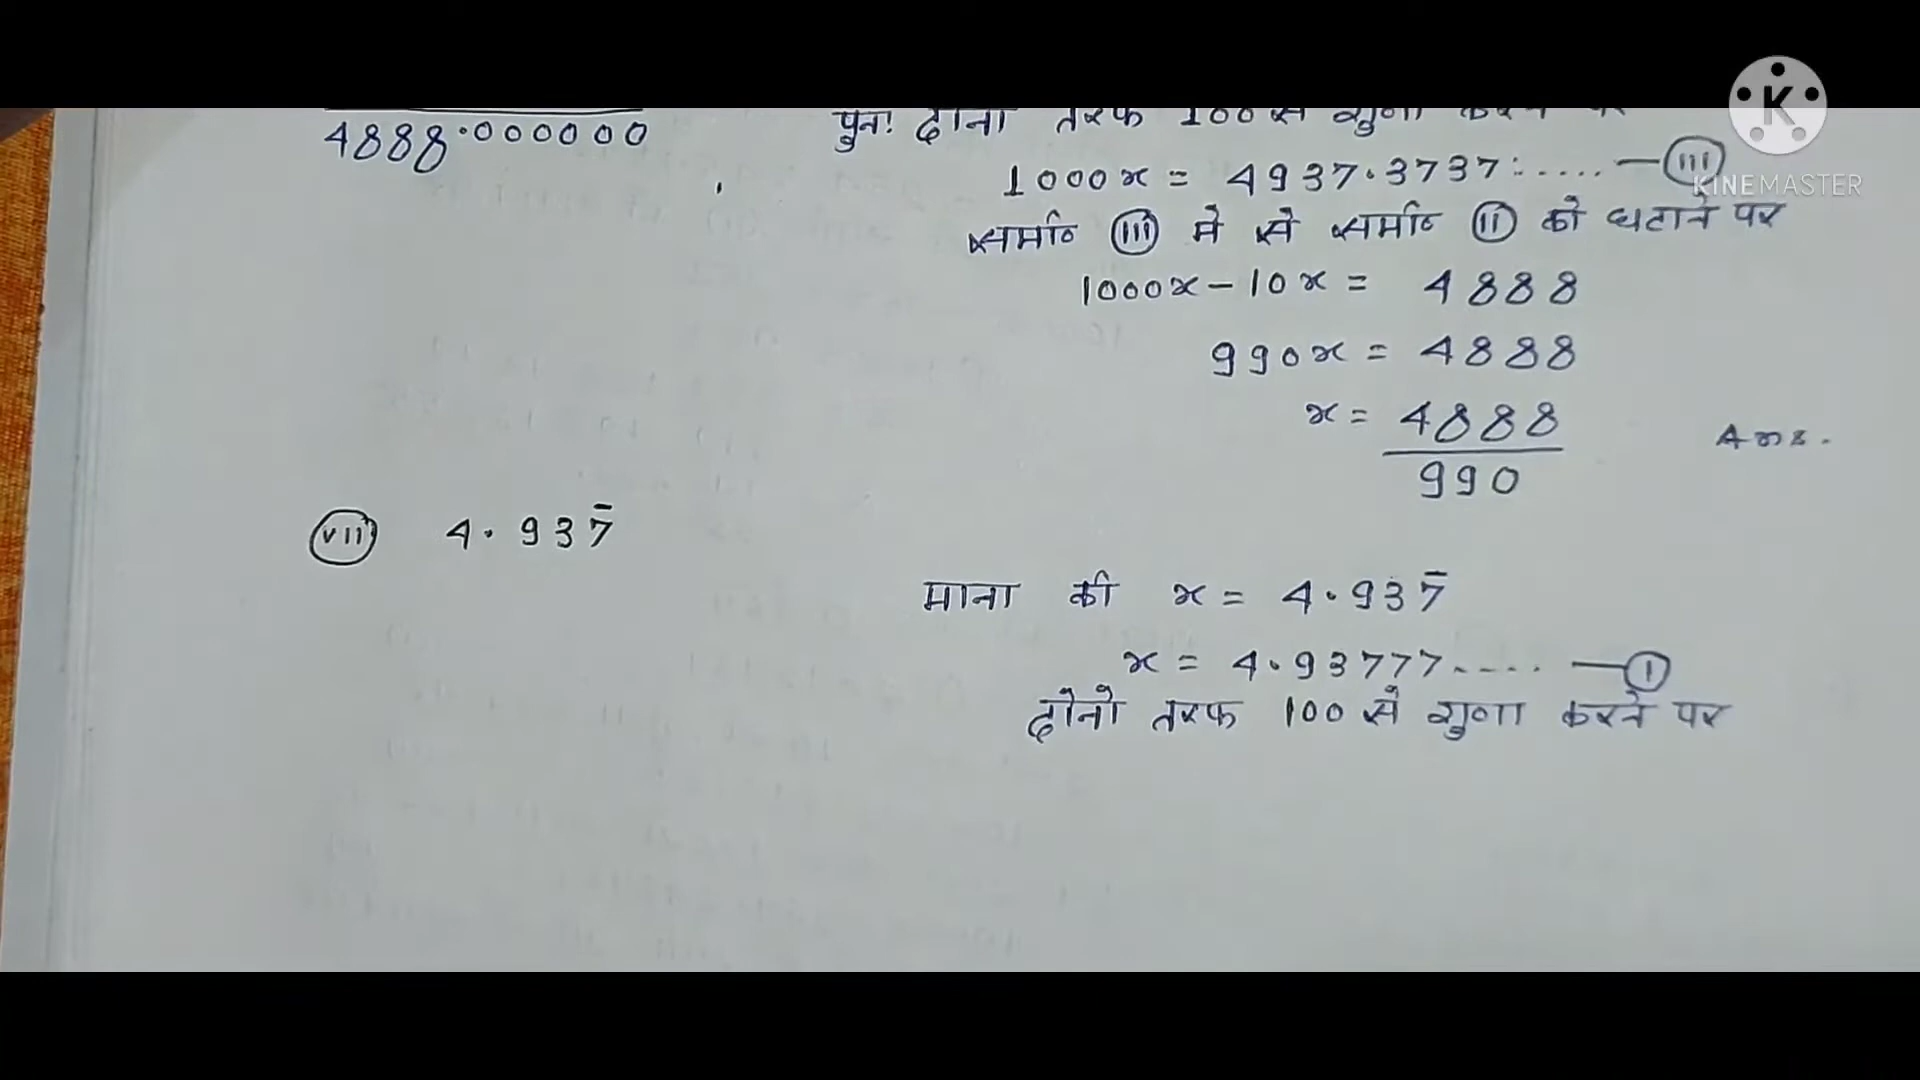 4888.000000
पुनः दोनो तरफ 100 से गुणा करने पर
1000x = 4937.3737..... — (iii)
KINEMASTER
समी० (iii) मे से समी० (ii) को घटाने पर
1000x - 10x = 4888
990x = 4888
x = 4888/990 Ans.
(vii) 4.937̄
माना की x = 4.937̄
x = 4.93777..... — (1)
दोनो तरफ 100 से गुणा करने पर